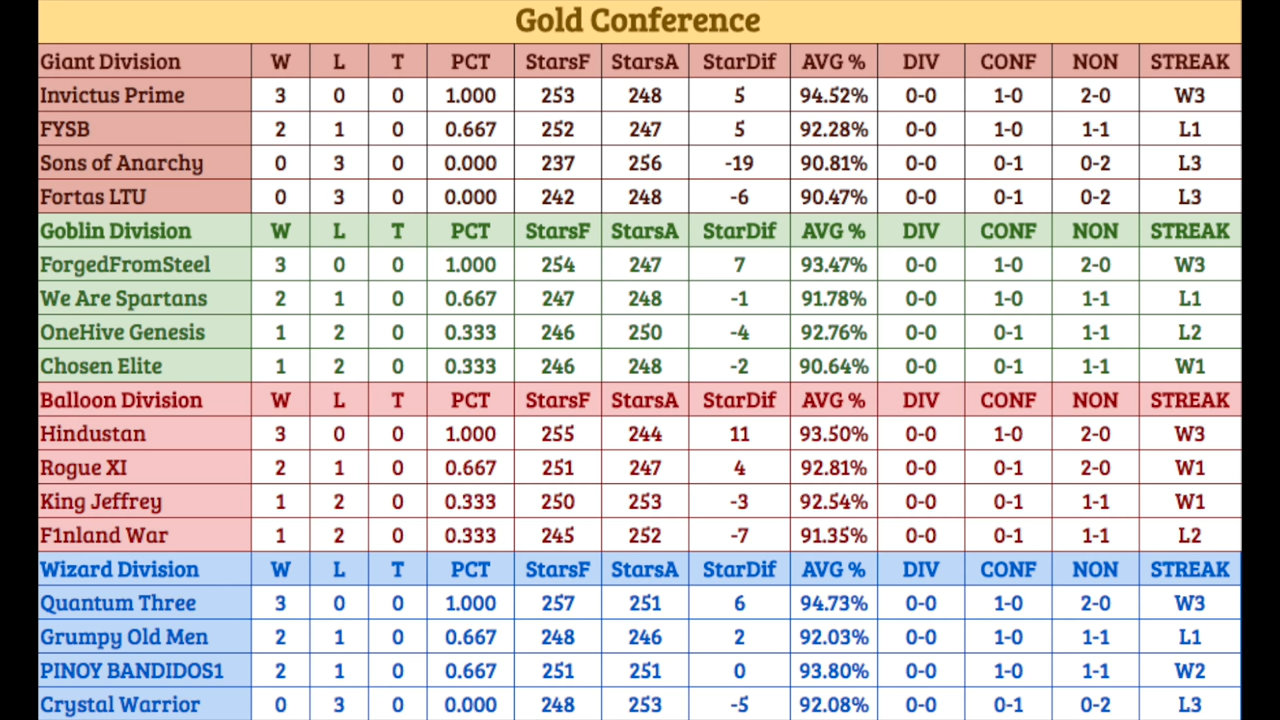 Gold Conference
Giant Division W L T PCT StarsF StarsA StarDif AVG % DIV CONF NON STREAK
Invictus Prime 3 0 0 1.000 253 248 5 94.52% 0-0 1-0 2-0 W3
FYSB 2 1 0 0.667 252 247 5 92.28% 0-0 1-0 1-1 L1
Sons of Anarchy 0 3 0 0.000 237 256 -19 90.81% 0-0 0-1 0-2 L3
Fortas LTU 0 3 0 0.000 242 248 -6 90.47% 0-0 0-1 0-2 L3
Goblin Division W L T PCT StarsF StarsA StarDif AVG % DIV CONF NON STREAK
ForgedFromSteel 3 0 0 1.000 254 247 7 93.47% 0-0 1-0 2-0 W3
We Are Spartans 2 1 0 0.667 247 248 -1 91.78% 0-0 1-0 1-1 L1
OneHive Genesis 1 2 0 0.333 246 250 -4 92.76% 0-0 0-1 1-1 L2
Chosen Elite 1 2 0 0.333 246 248 -2 90.64% 0-0 0-1 1-1 W1
Balloon Division W L T PCT StarsF StarsA StarDif AVG % DIV CONF NON STREAK
Hindustan 3 0 0 1.000 255 244 11 93.50% 0-0 1-0 2-0 W3
Rogue XI 2 1 0 0.667 251 247 4 92.81% 0-0 0-1 2-0 W1
King Jeffrey 1 2 0 0.333 250 253 -3 92.54% 0-0 0-1 1-1 W1
F1nland War 1 2 0 0.333 245 252 -7 91.35% 0-0 0-1 1-1 L2
Wizard Division W L T PCT StarsF StarsA StarDif AVG % DIV CONF NON STREAK
Quantum Three 3 0 0 1.000 257 251 6 94.73% 0-0 1-0 2-0 W3
Grumpy Old Men 2 1 0 0.667 248 246 2 92.03% 0-0 1-0 1-1 L1
PINOY BANDIDOS1 2 1 0 0.667 251 251 0 93.80% 0-0 1-0 1-1 W2
Crystal Warrior 0 3 0 0.000 248 253 -5 92.08% 0-0 0-1 0-2 L3